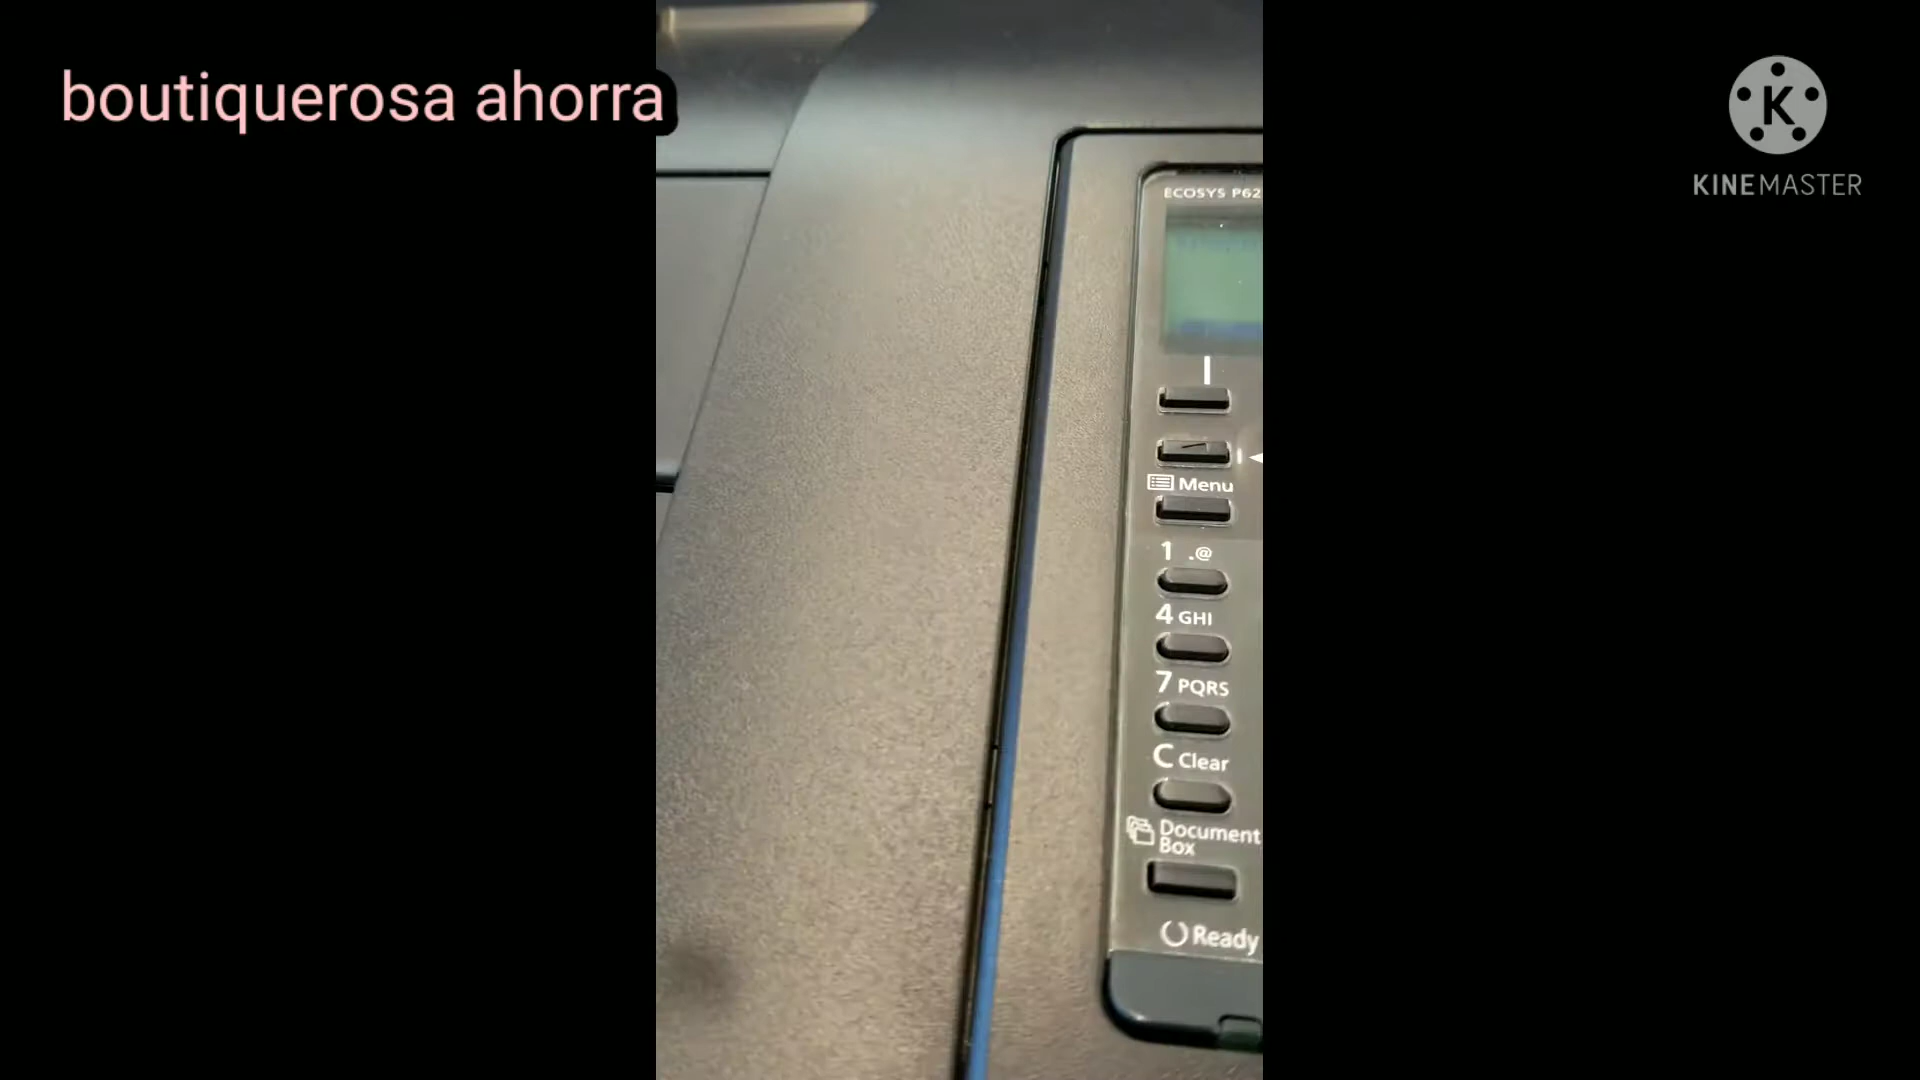 boutiquerosa ahorra
K
KINEMASTER
ECOSYS P62
Menu
1 .@
4 GHI
7 PQRS
C Clear
Document
Box
Ready